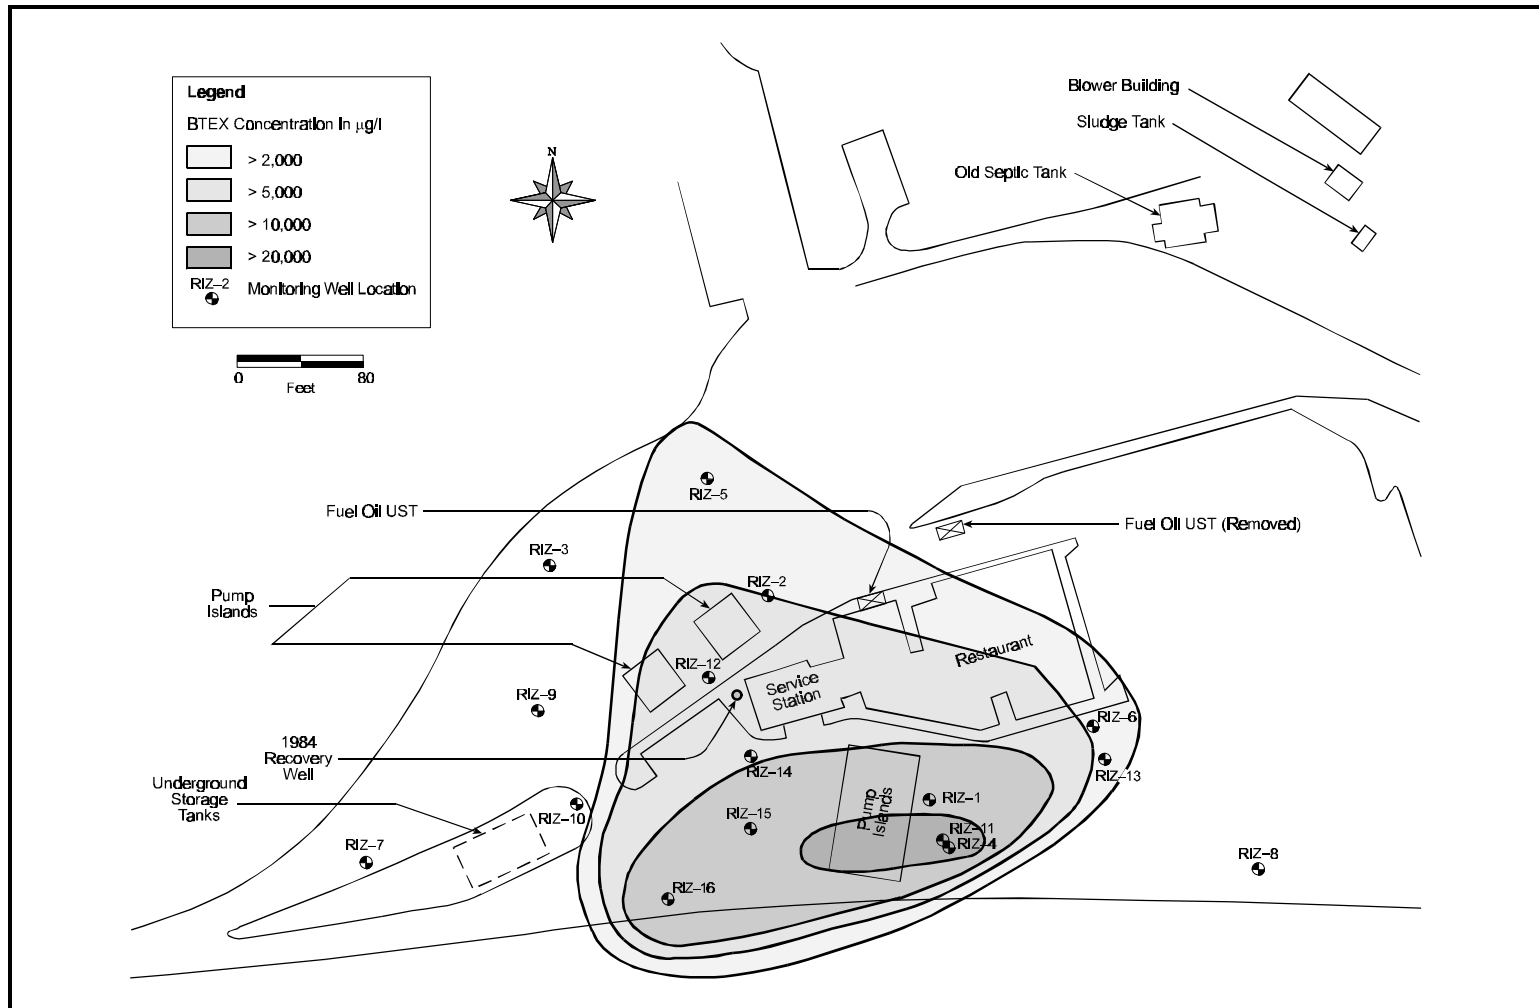 Legend
BTEX Concentration in μg/l
> 2,000
> 5,000
> 10,000
> 20,000
RIZ–2
Monitoring Well Location
N
0
80
Feet
Blower Building
Sludge Tank
Old Septic Tank
RIZ–5
Fuel Oil UST
Fuel Oil UST (Removed)
RIZ–3
RIZ–2
Pump
Islands
Restaurant
RIZ–12
Service
Station
RIZ–9
RIZ–6
1984
Recovery
Well
RIZ–14
RIZ–13
Underground
Storage
Tanks
RIZ–10
RIZ–1
Pump
Islands
RIZ–15
RIZ–11
RIZ–4
RIZ–7
RIZ–8
RIZ–16